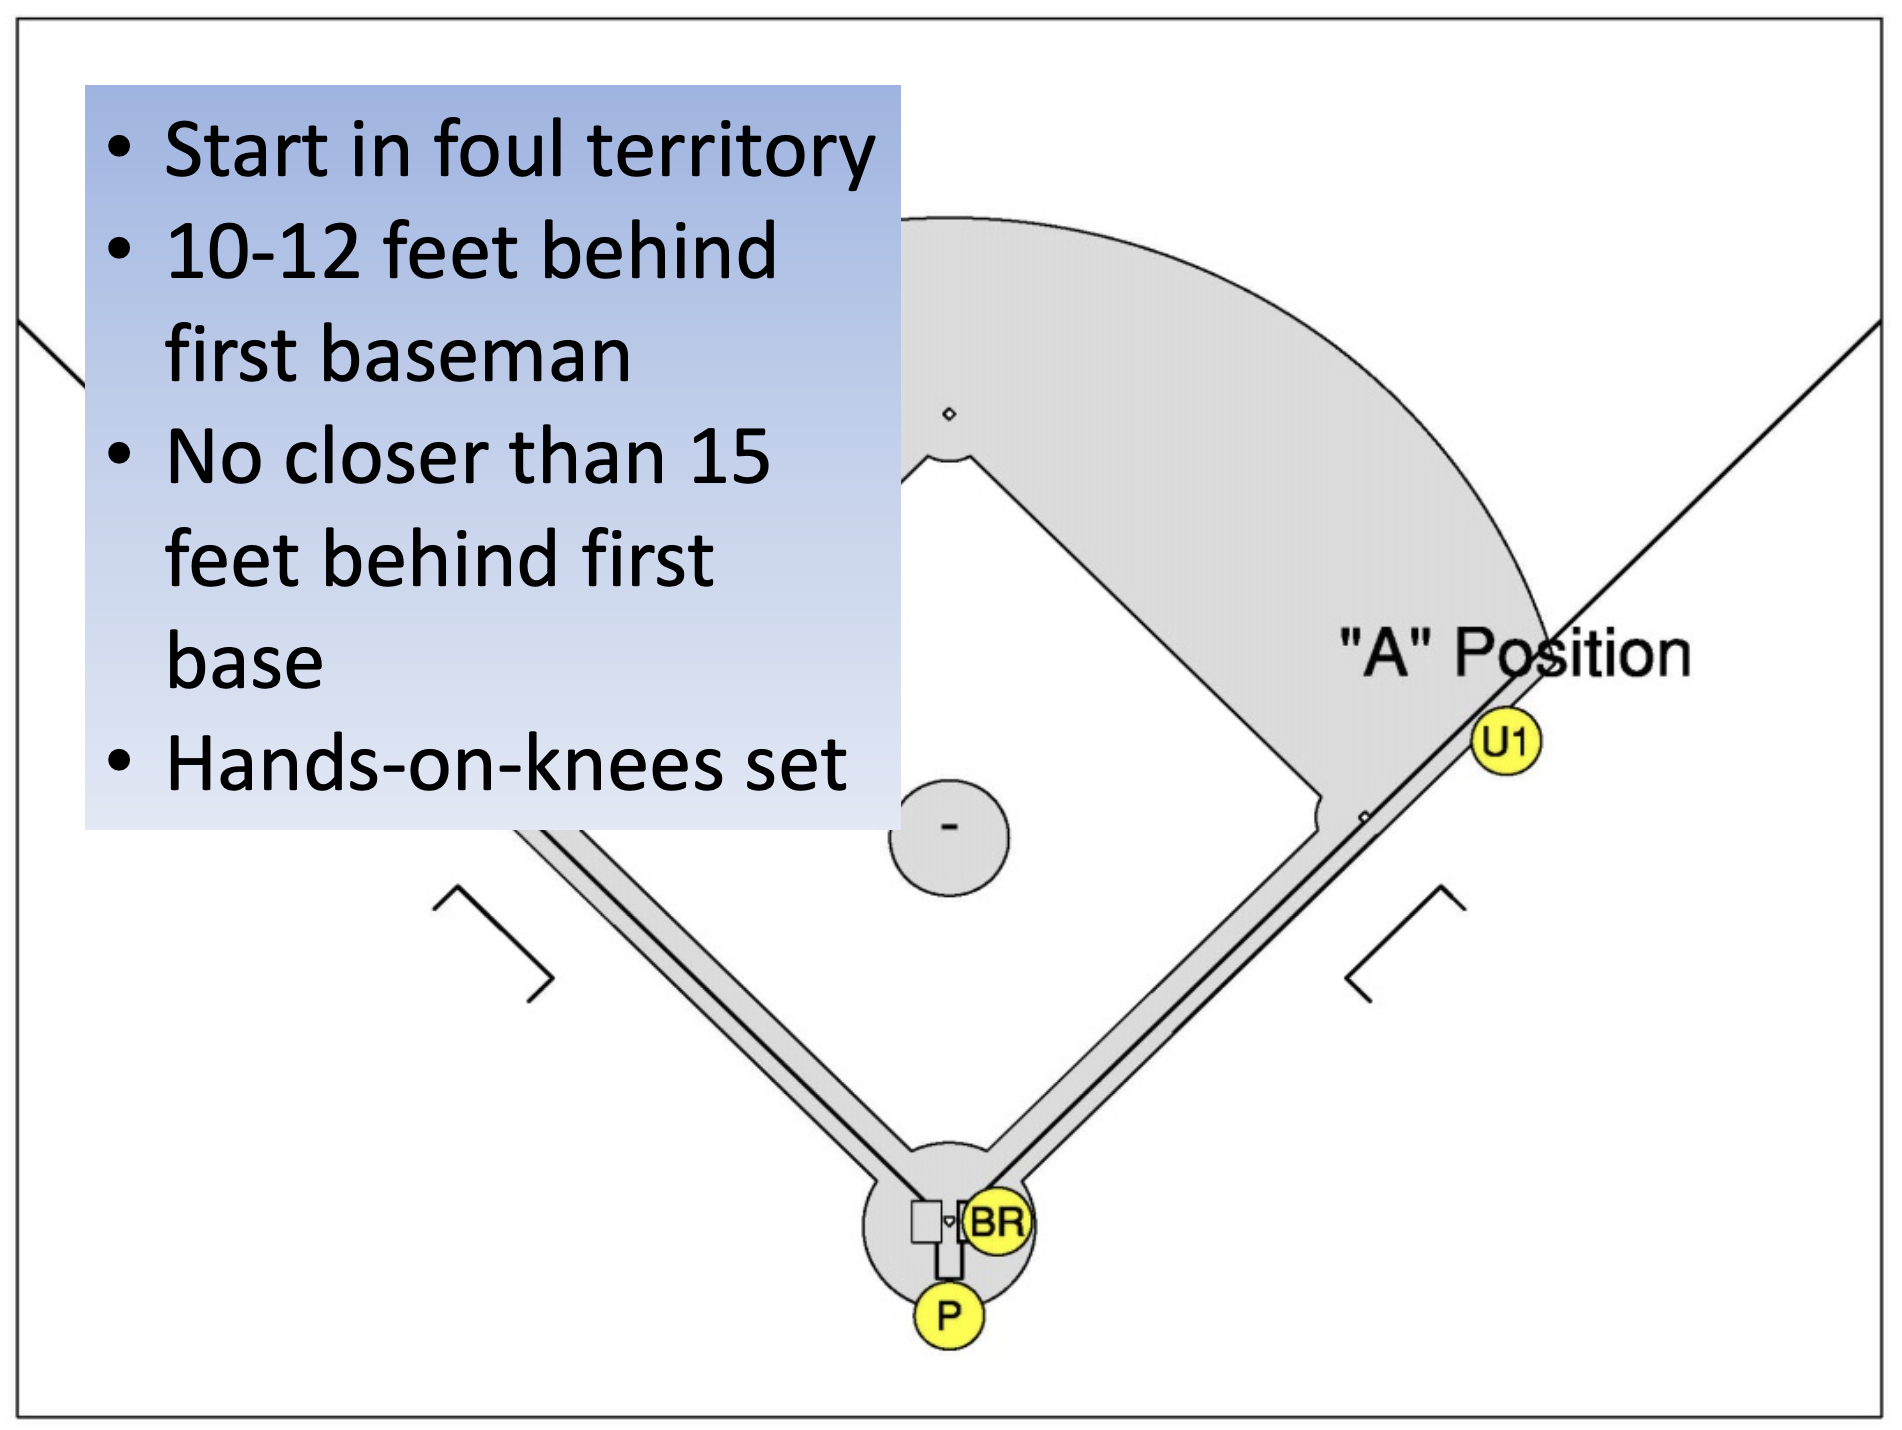 • Start in foul territory
• 10-12 feet behind
first baseman
• No closer than 15
feet behind first
base
• Hands-on-knees set
"A" Position
U1
BR
P